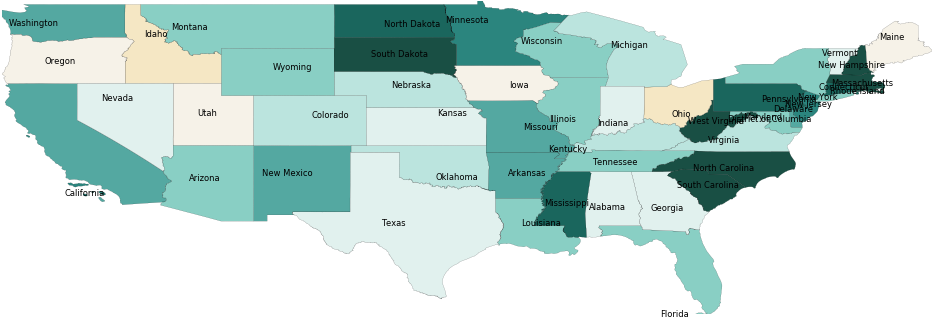 Washington
Oregon
California
Idaho
Nevada
Montana
Wyoming
Utah
Arizona
Colorado
New Mexico
North Dakota
South Dakota
Nebraska
Kansas
Oklahoma
Texas
Minnesota
Iowa
Missouri
Arkansas
Louisiana
Wisconsin
Illinois
Michigan
Indiana
Ohio
Kentucky
Tennessee
Mississippi
Alabama
Georgia
Florida
South Carolina
North Carolina
Virginia
West Virginia
Maryland
District of Columbia
Delaware
New Jersey
Pennsylvania
New York
Connecticut
Rhode Island
Massachusetts
New Hampshire
Vermont
Maine